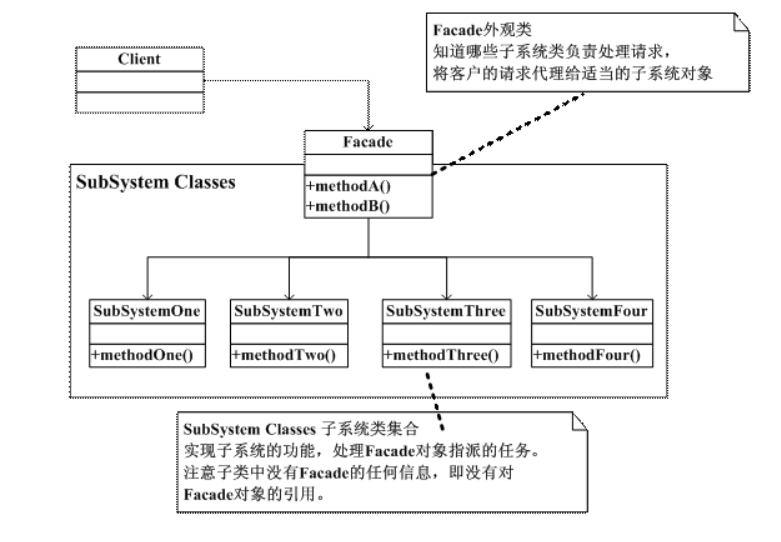 Client
Facade外观类
知道哪些子系统类负责处理请求，
将客户的请求代理给适当的子系统对象
Facade
+methodA()
+methodB()
SubSystem Classes
SubSystemOne
+methodOne()
SubSystemTwo
+methodTwo()
SubSystemThree
+methodThree()
SubSystemFour
+methodFour()
SubSystem Classes 子系统类集合
实现子系统的功能，处理Facade对象指派的任务。
注意子类中没有Facade的任何信息，即没有对
Facade对象的引用。